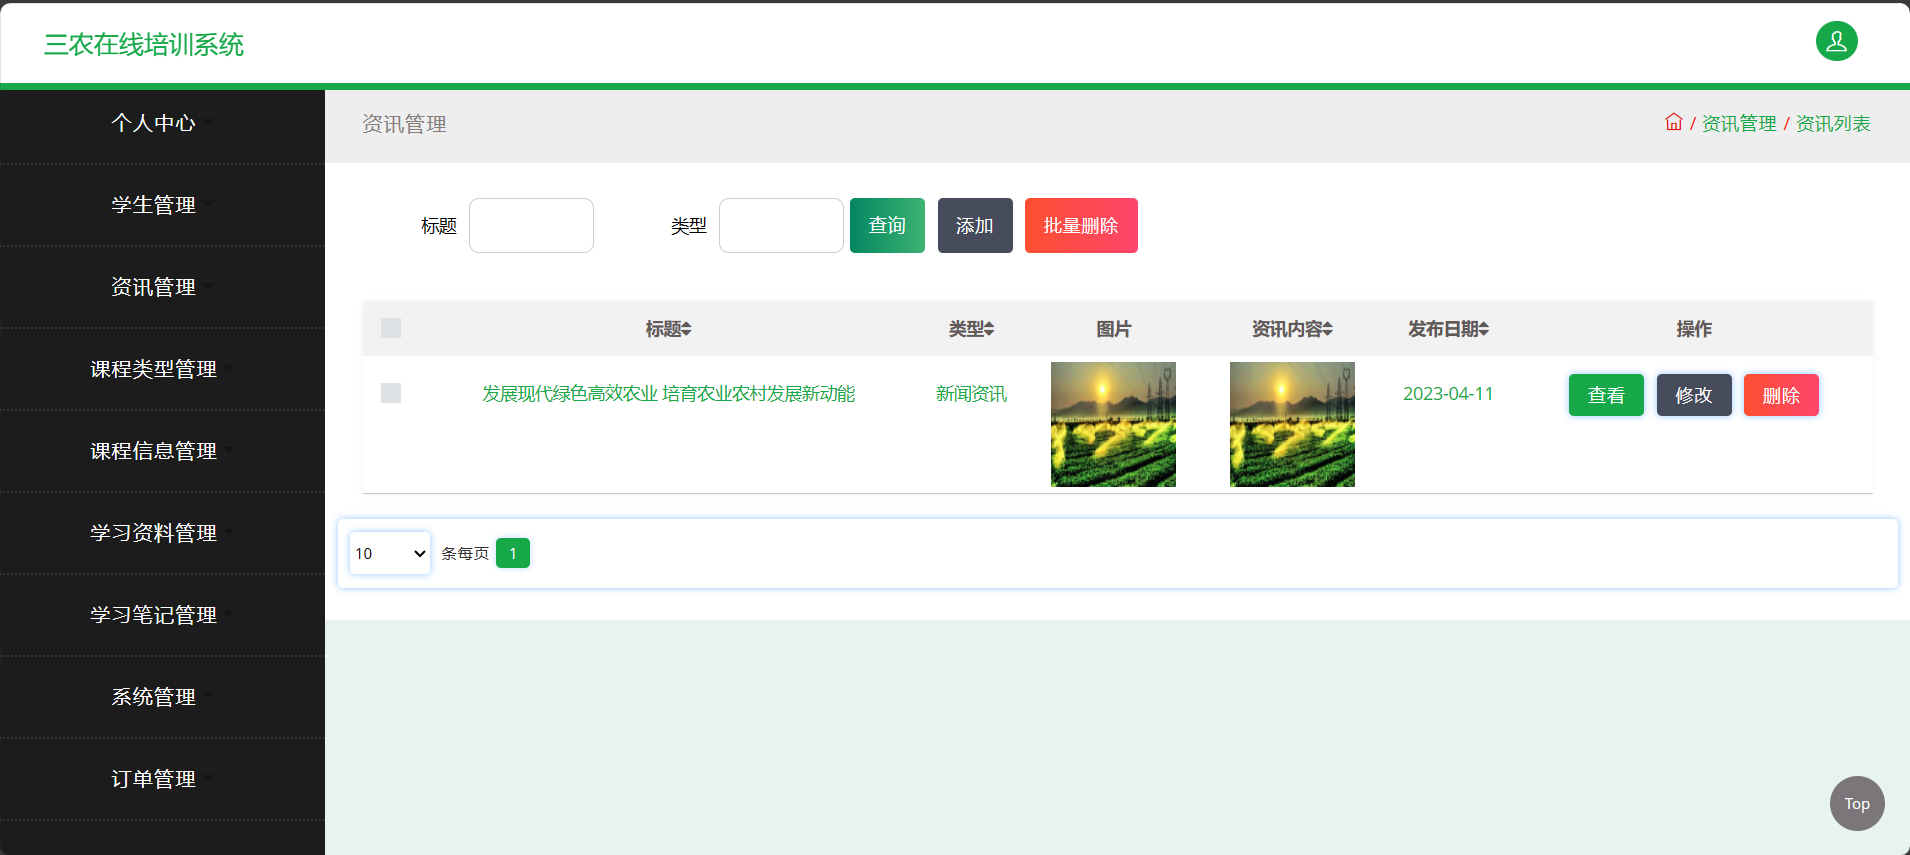 三农在线培训系统
个人中心
学生管理
资讯管理
课程类型管理
课程信息管理
学习资料管理
学习笔记管理
系统管理
订单管理
资讯管理
/ 资讯管理 / 资讯列表
标题 类型 查询 添加 批量删除
标题 类型 图片 资讯内容 发布日期 操作
发展现代绿色高效农业 培育农业农村发展新动能 新闻资讯 2023-04-11 查看 修改 删除
10 条每页 1
Top